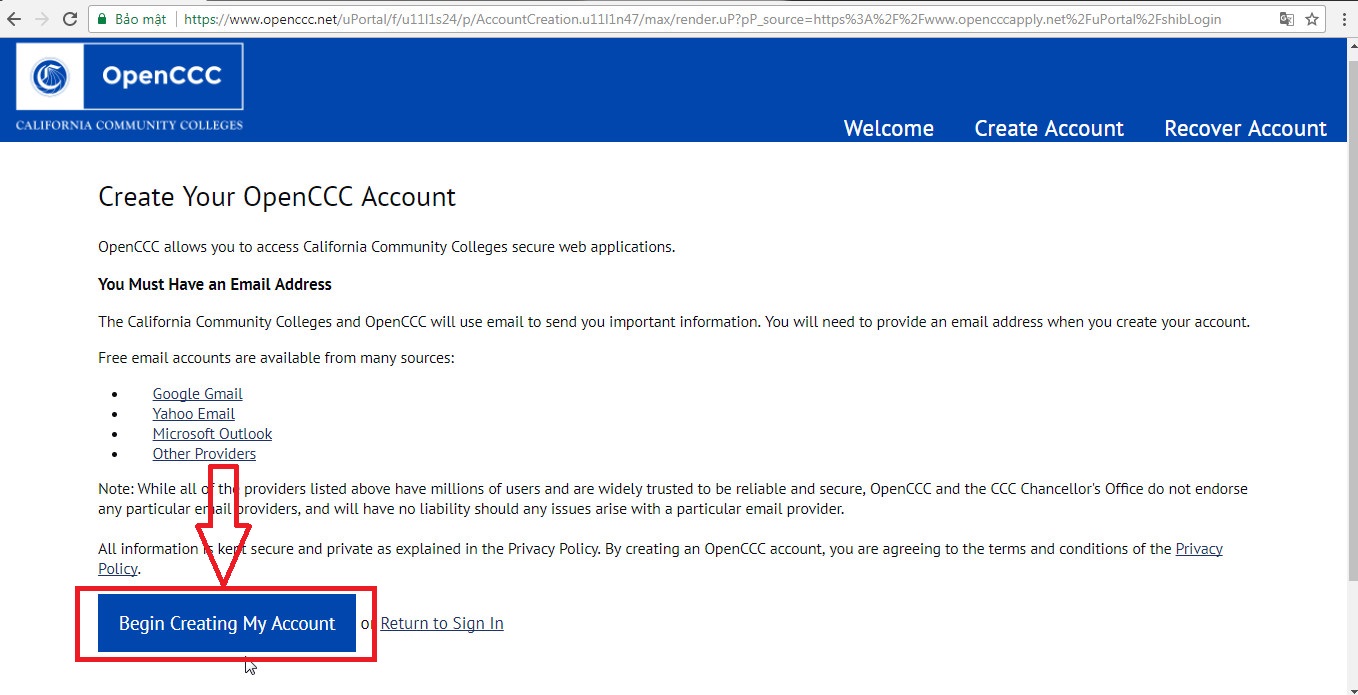 Bảo mật https://www.openccc.net/uPortal/f/u11l1s24/p/AccountCreation.u11l1n47/max/render.uP?pP_source=https%3A%2F%2Fwww.opencccapply.net%2FuPortal%2FshibLogin
OpenCCC
CALIFORNIA COMMUNITY COLLEGES
Welcome Create Account Recover Account
Create Your OpenCCC Account
OpenCCC allows you to access California Community Colleges secure web applications.
You Must Have an Email Address
The California Community Colleges and OpenCCC will use email to send you important information. You will need to provide an email address when you create your account.
Free email accounts are available from many sources:
• Google Gmail
• Yahoo Email
• Microsoft Outlook
• Other Providers
Note: While all of the providers listed above have millions of users and are widely trusted to be reliable and secure, OpenCCC and the CCC Chancellor's Office do not endorse
any particular email providers, and will have no liability should any issues arise with a particular email provider.
All information is kept secure and private as explained in the Privacy Policy. By creating an OpenCCC account, you are agreeing to the terms and conditions of the Privacy
Policy.
Begin Creating My Account or Return to Sign In